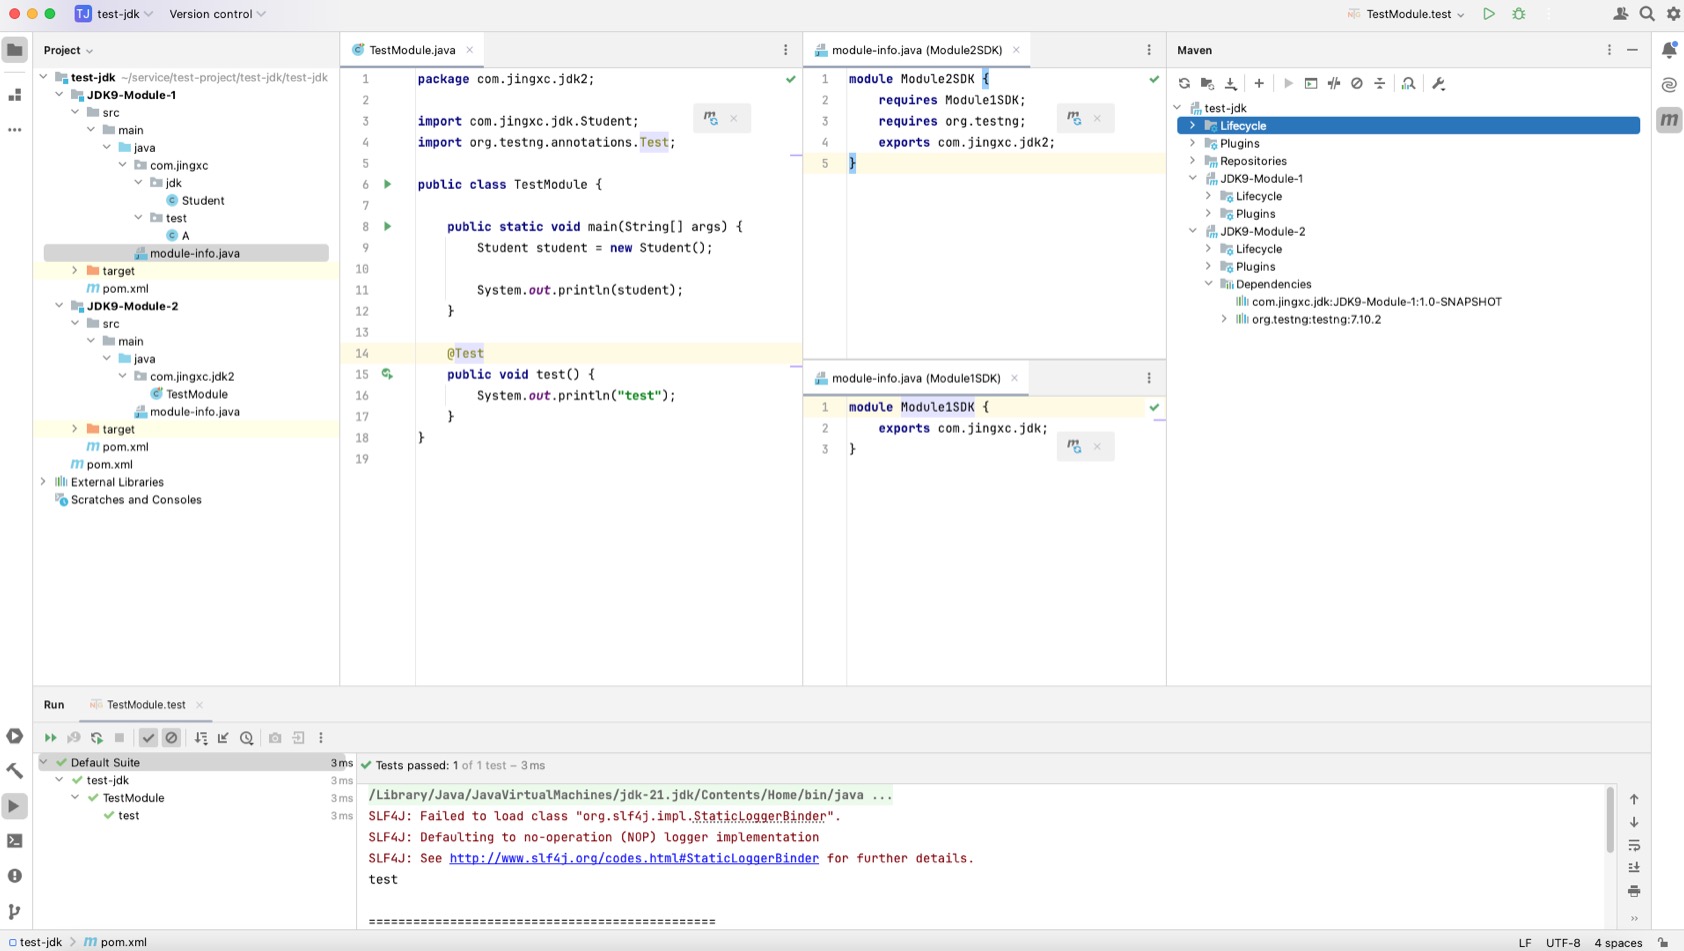 TJ test-jdk Version control TestModule.test
Project
test-jdk ~/service/test-project/test-jdk/test-jdk
JDK9-Module-1
src
main
java
com.jingxc
jdk
Student
test
A
module-info.java
target
pom.xml
JDK9-Module-2
src
main
java
com.jingxc.jdk2
TestModule
module-info.java
target
pom.xml
pom.xml
External Libraries
Scratches and Consoles
TestModule.java
1 package com.jingxc.jdk2;
2
3 import com.jingxc.jdk.Student;
4 import org.testng.annotations.Test;
5
6 public class TestModule {
7
8 public static void main(String[] args) {
9 Student student = new Student();
10
11 System.out.println(student);
12 }
13
14 @Test
15 public void test() {
16 System.out.println("test");
17 }
18 }
19
module-info.java (Module2SDK)
1 module Module2SDK {
2 requires Module1SDK;
3 requires org.testng;
4 exports com.jingxc.jdk2;
5 }
module-info.java (Module1SDK)
1 module Module1SDK {
2 exports com.jingxc.jdk;
3 }
Maven
test-jdk
Lifecycle
Plugins
Repositories
JDK9-Module-1
Lifecycle
Plugins
JDK9-Module-2
Lifecycle
Plugins
Dependencies
com.jingxc.jdk:JDK9-Module-1:1.0-SNAPSHOT
org.testng:testng:7.10.2
Run TestModule.test
Default Suite 3ms
test-jdk 3ms
TestModule 3ms
test 3ms
Tests passed: 1 of 1 test – 3ms
/Library/Java/JavaVirtualMachines/jdk-21.jdk/Contents/Home/bin/java ...
SLF4J: Failed to load class "org.slf4j.impl.StaticLoggerBinder".
SLF4J: Defaulting to no-operation (NOP) logger implementation
SLF4J: See http://www.slf4j.org/codes.html#StaticLoggerBinder for further details.
test
===============================================
test-jdk > pom.xml LF UTF-8 4 spaces